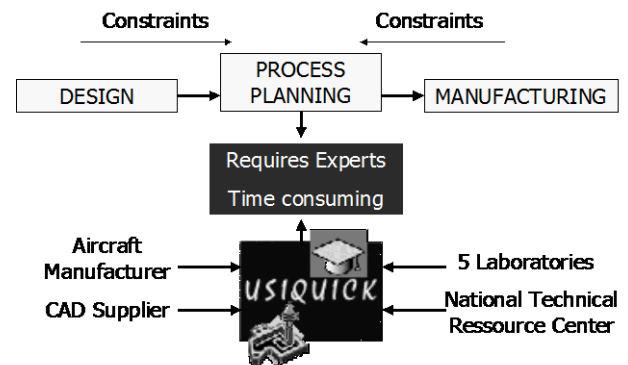 Constraints
Constraints
DESIGN
PROCESS
PLANNING
MANUFACTURING
Requires Experts
Time consuming
Aircraft
Manufacturer
CAD Supplier
USIQUICK
5 Laboratories
National Technical
Ressource Center